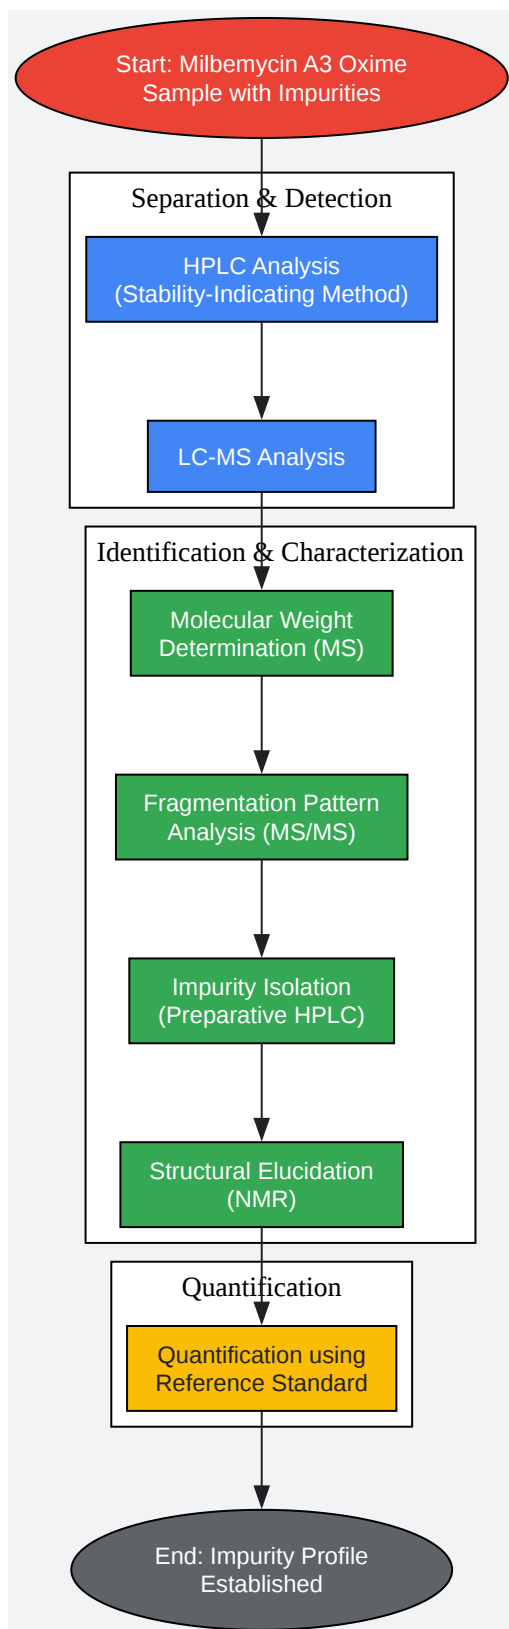 Start: Milbemycin A3 Oxime
Sample with Impurities
Separation & Detection
HPLC Analysis
(Stability-Indicating Method)
LC-MS Analysis
Identification & Characterization
Molecular Weight
Determination (MS)
Fragmentation Pattern
Analysis (MS/MS)
Impurity Isolation
(Preparative HPLC)
Structural Elucidation
(NMR)
Quantification
Quantification using
Reference Standard
End: Impurity Profile
Established